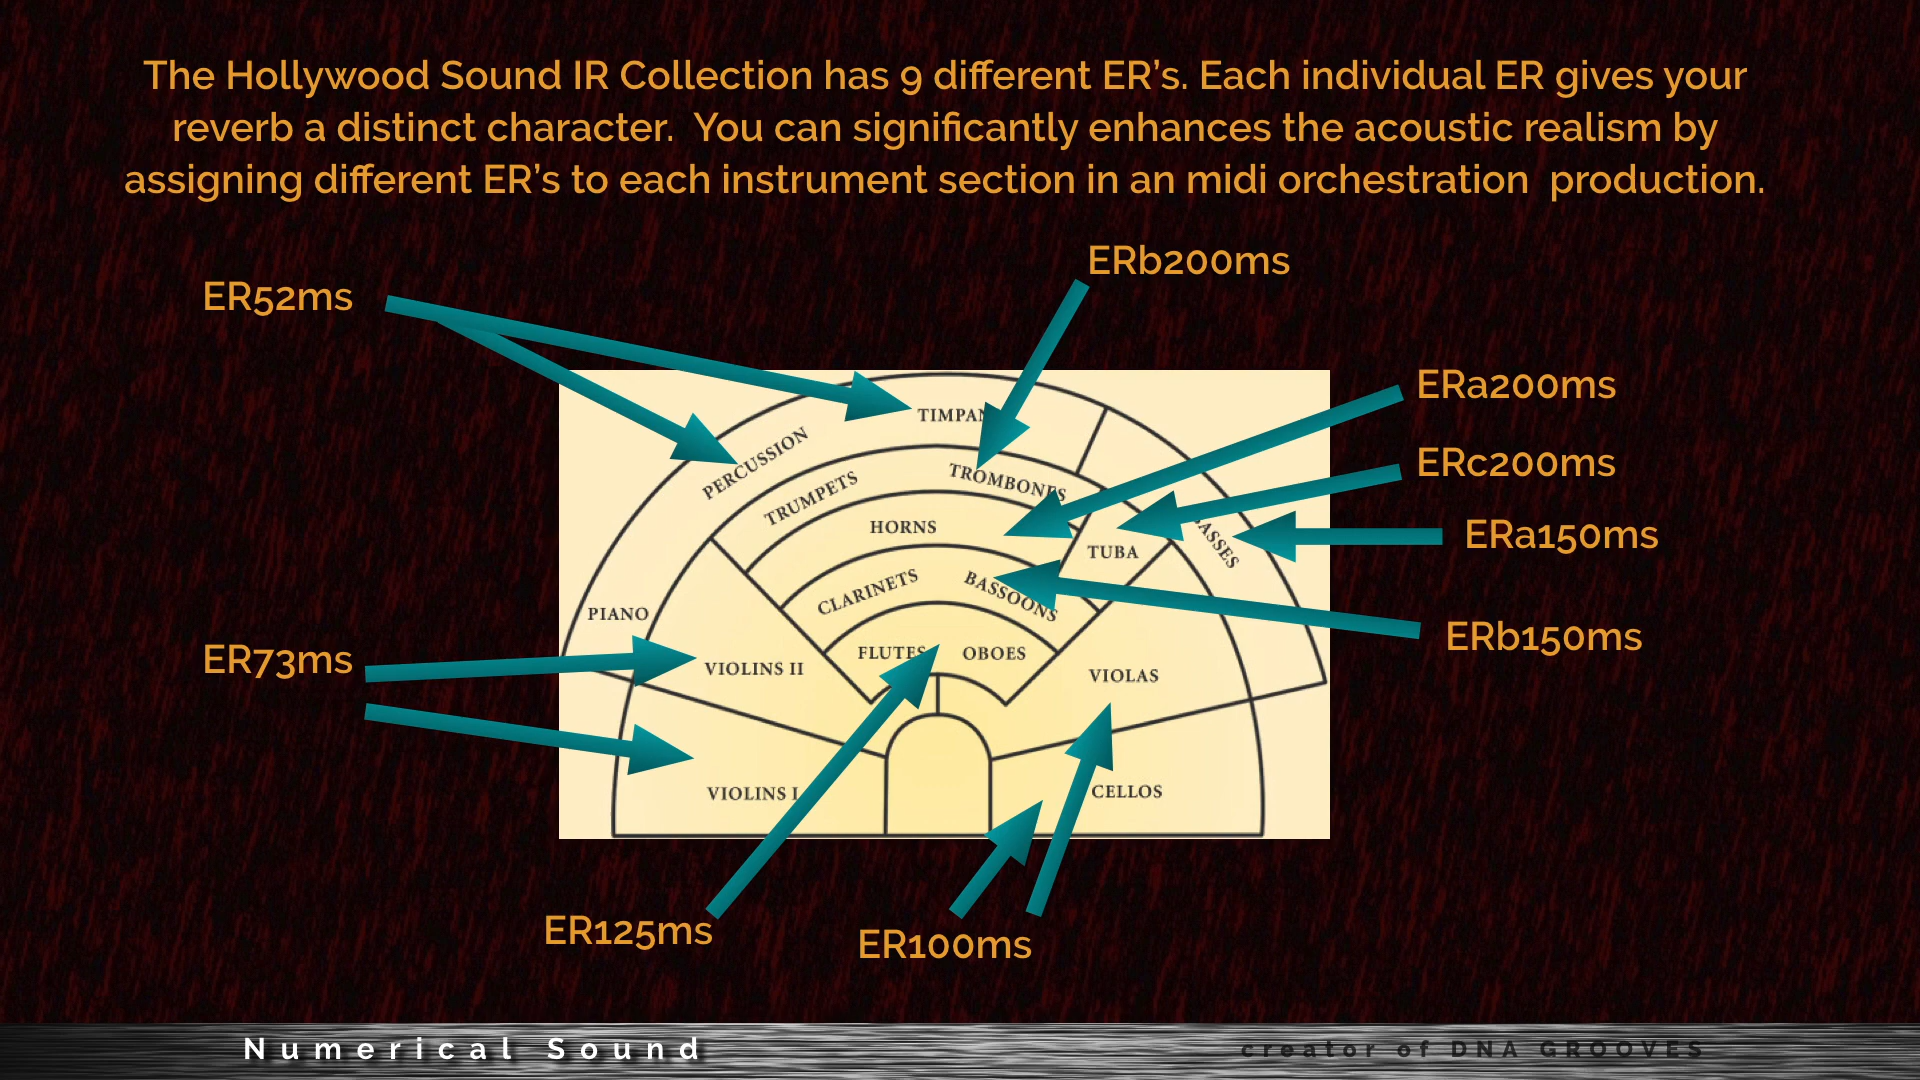 The Hollywood Sound IR Collection has 9 different ER’s. Each individual ER gives your
reverb a distinct character.  You can significantly enhances the acoustic realism by
assigning different ER’s to each instrument section in an midi orchestration  production.
ERb200ms
ER52ms
ERa200ms
ERc200ms
ERa150ms
ERb150ms
ER73ms
TIMPAN
PERCUSSION
TRUMPETS
TROMBONES
HORNS
TUBA
BASSES
CLARINETS
BASSOONS
PIANO
FLUTES
OBOES
VIOLINS II
VIOLAS
VIOLINS I
CELLOS
ER125ms
ER100ms
Numerical Sound
creator of DNA GROOVES